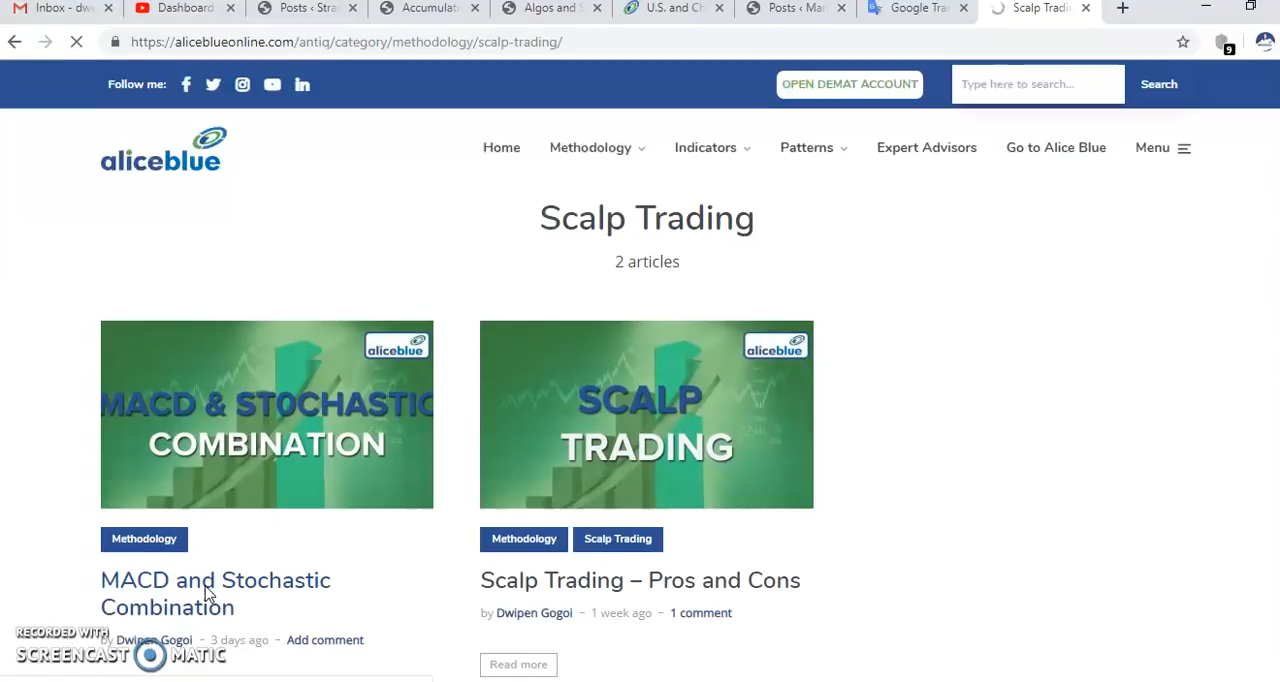 Inbox - dw
Dashboard
Posts ‹ Stra
Accumulati
Algos and S
U.S. and Ch
Posts ‹ Mar
Google Tra
Scalp Tradi
https://aliceblueonline.com/antiq/category/methodology/scalp-trading/
9
Follow me:
OPEN DEMAT ACCOUNT
Type here to search...
Search
aliceblue
Home
Methodology
Indicators
Patterns
Expert Advisors
Go to Alice Blue
Menu
Scalp Trading
2 articles
aliceblue
MACD & STOCHASTIC
COMBINATION
aliceblue
SCALP
TRADING
Methodology
MACD and Stochastic
Combination
by Dwipen Gogoi - 3 days ago - Add comment
Methodology
Scalp Trading
Scalp Trading – Pros and Cons
by Dwipen Gogoi - 1 week ago - 1 comment
Read more
RECORDED WITH
SCREENCAST MATIC